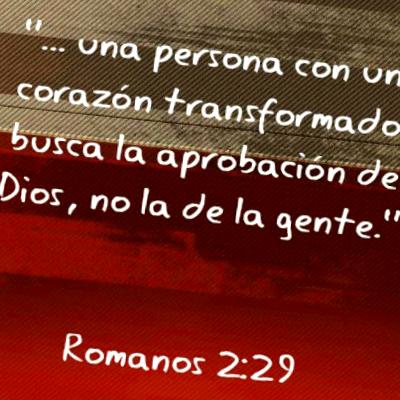 "... una persona con un
corazón transformado
busca la aprobación de
Dios, no la de la gente."
Romanos 2:29